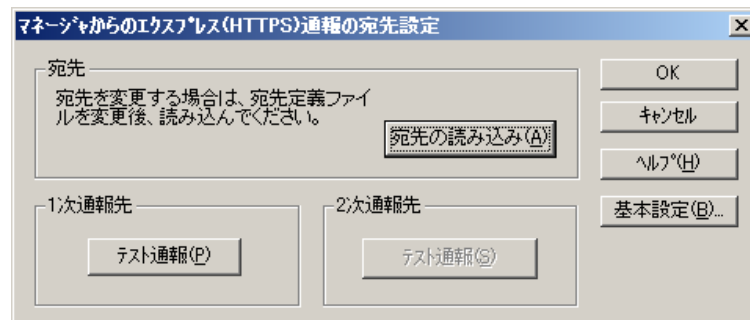 マネージャからのエクスプレス(HTTPS)通報の宛先設定
宛先
宛先を変更する場合は、宛先定義ファイ
ルを変更後、読み込んでください。
宛先の読み込み(A)
OK
キャンセル
ヘルプ(H)
基本設定(B)...
1次通報先
テスト通報(P)
2次通報先
テスト通報(S)